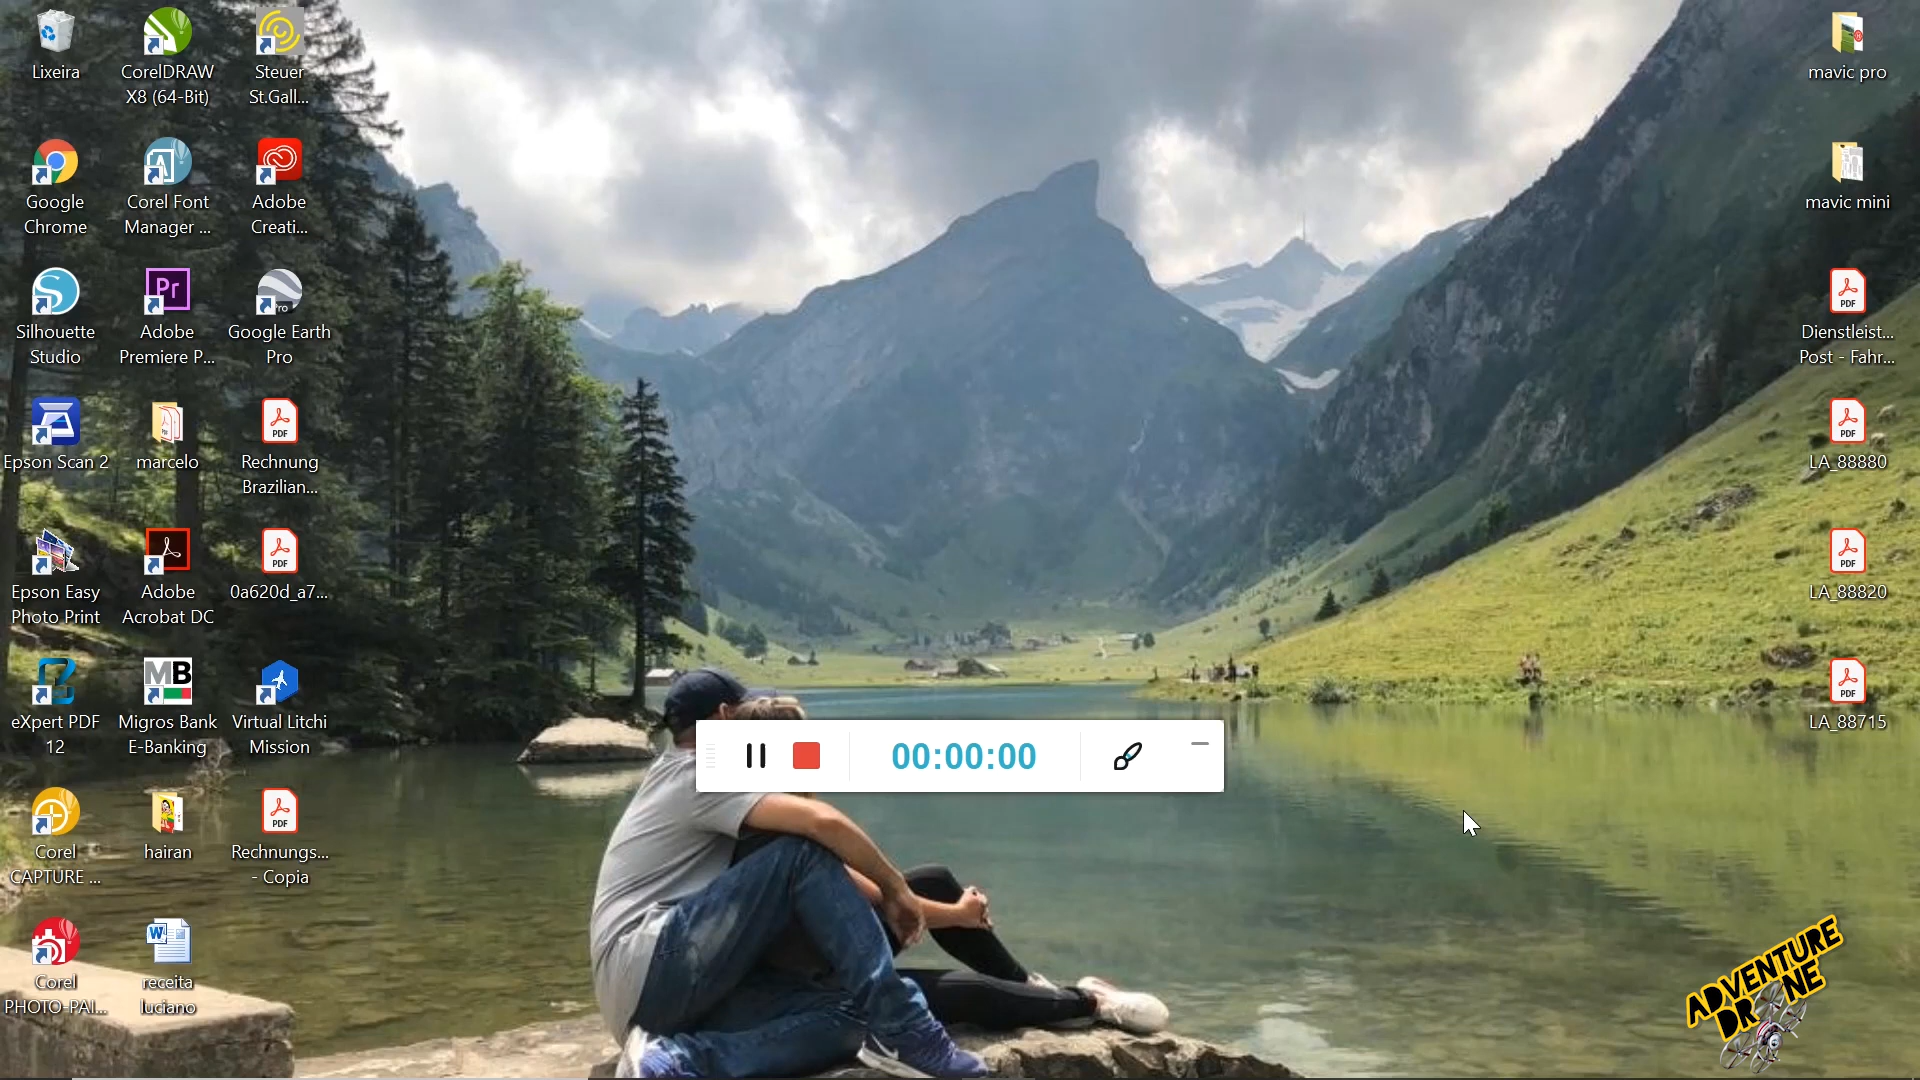 Lixeira
CorelDRAW
X8 (64-Bit)
Steuer
St.Gall...
mavic pro
Google
Chrome
Corel Font
Manager ...
Adobe
Creati...
mavic mini
Silhouette
Studio
Pr
Adobe
Premiere P...
Pro
Google Earth
Pro
PDF
Dienstleist...
Post - Fahr...
Epson Scan 2
marcelo
PDF
Rechnung
Brazilian...
PDF
LA_88880
Epson Easy
Photo Print
Adobe
Acrobat DC
PDF
0a620d_a7...
PDF
LA_88820
eXpert PDF
12
MB
Migros Bank
E-Banking
Virtual Litchi
Mission
PDF
LA_88715
00:00:00
Corel
CAPTURE ...
hairan
PDF
Rechnungs...
- Copia
Corel
PHOTO-PAI...
W
receita
luciano
ADVENTURE
DRONE